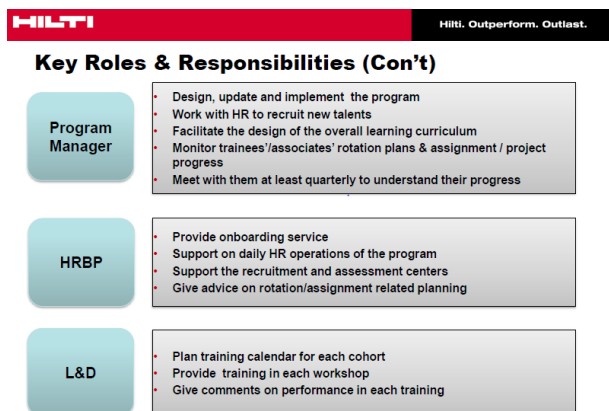 HILTI
Hilti. Outperform. Outlast.
Key Roles & Responsibilities (Con't)
Program
Manager
• Design, update and implement the program
• Work with HR to recruit new talents
• Facilitate the design of the overall learning curriculum
• Monitor trainees'/associates' rotation plans & assignment / project
progress
• Meet with them at least quarterly to understand their progress
HRBP
• Provide onboarding service
• Support on daily HR operations of the program
• Support the recruitment and assessment centers
• Give advice on rotation/assignment related planning
L&D
• Plan training calendar for each cohort
• Provide training in each workshop
• Give comments on performance in each training